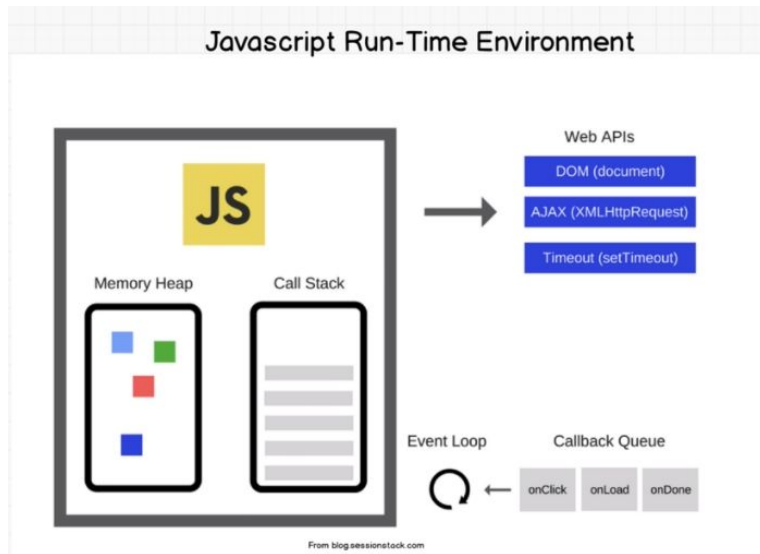 Javascript Run-Time Environment
JS
Memory Heap
Call Stack
Web APIs
DOM (document)
AJAX (XMLHttpRequest)
Timeout (setTimeout)
Event Loop
Callback Queue
onClick
onLoad
onDone
From blog.sessionstack.com